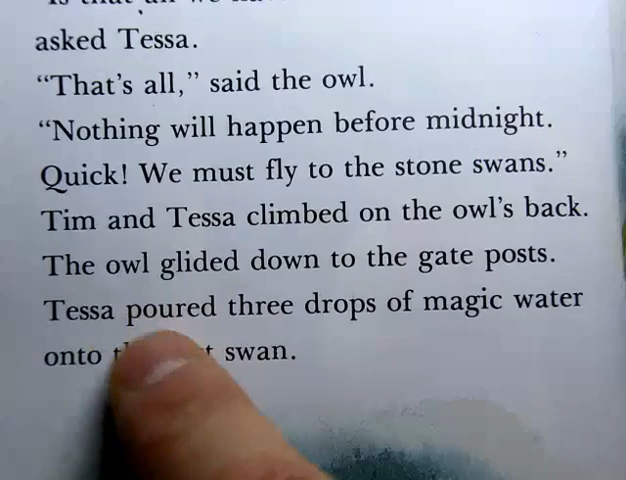 asked Tessa.
“That’s all,” said the owl.
“Nothing will happen before midnight.
Quick! We must fly to the stone swans.”
Tim and Tessa climbed on the owl’s back.
The owl glided down to the gate posts.
Tessa poured three drops of magic water
onto swan.